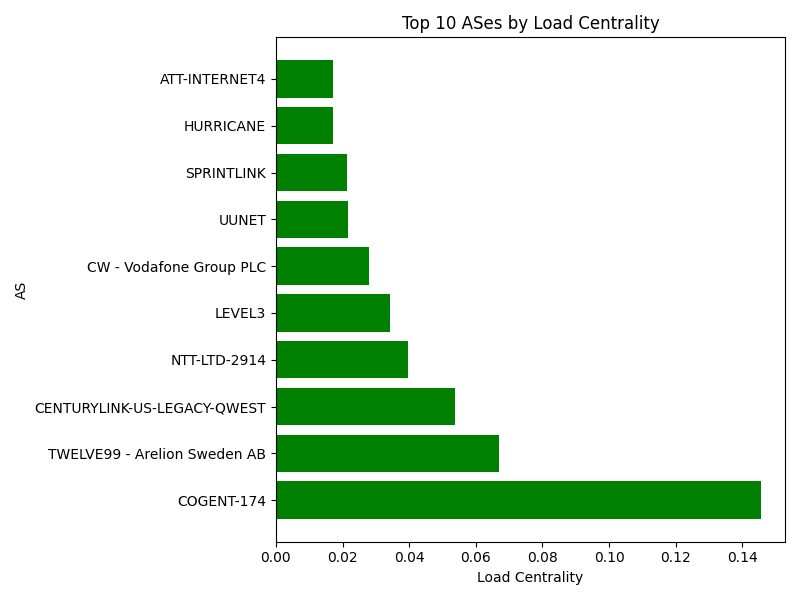 Top 10 ASes by Load Centrality
ATT-INTERNET4
HURRICANE
SPRINTLINK
UUNET
CW - Vodafone Group PLC
LEVEL3
NTT-LTD-2914
CENTURYLINK-US-LEGACY-QWEST
TWELVE99 - Arelion Sweden AB
COGENT-174
AS
0.00 0.02 0.04 0.06 0.08 0.10 0.12 0.14
Load Centrality